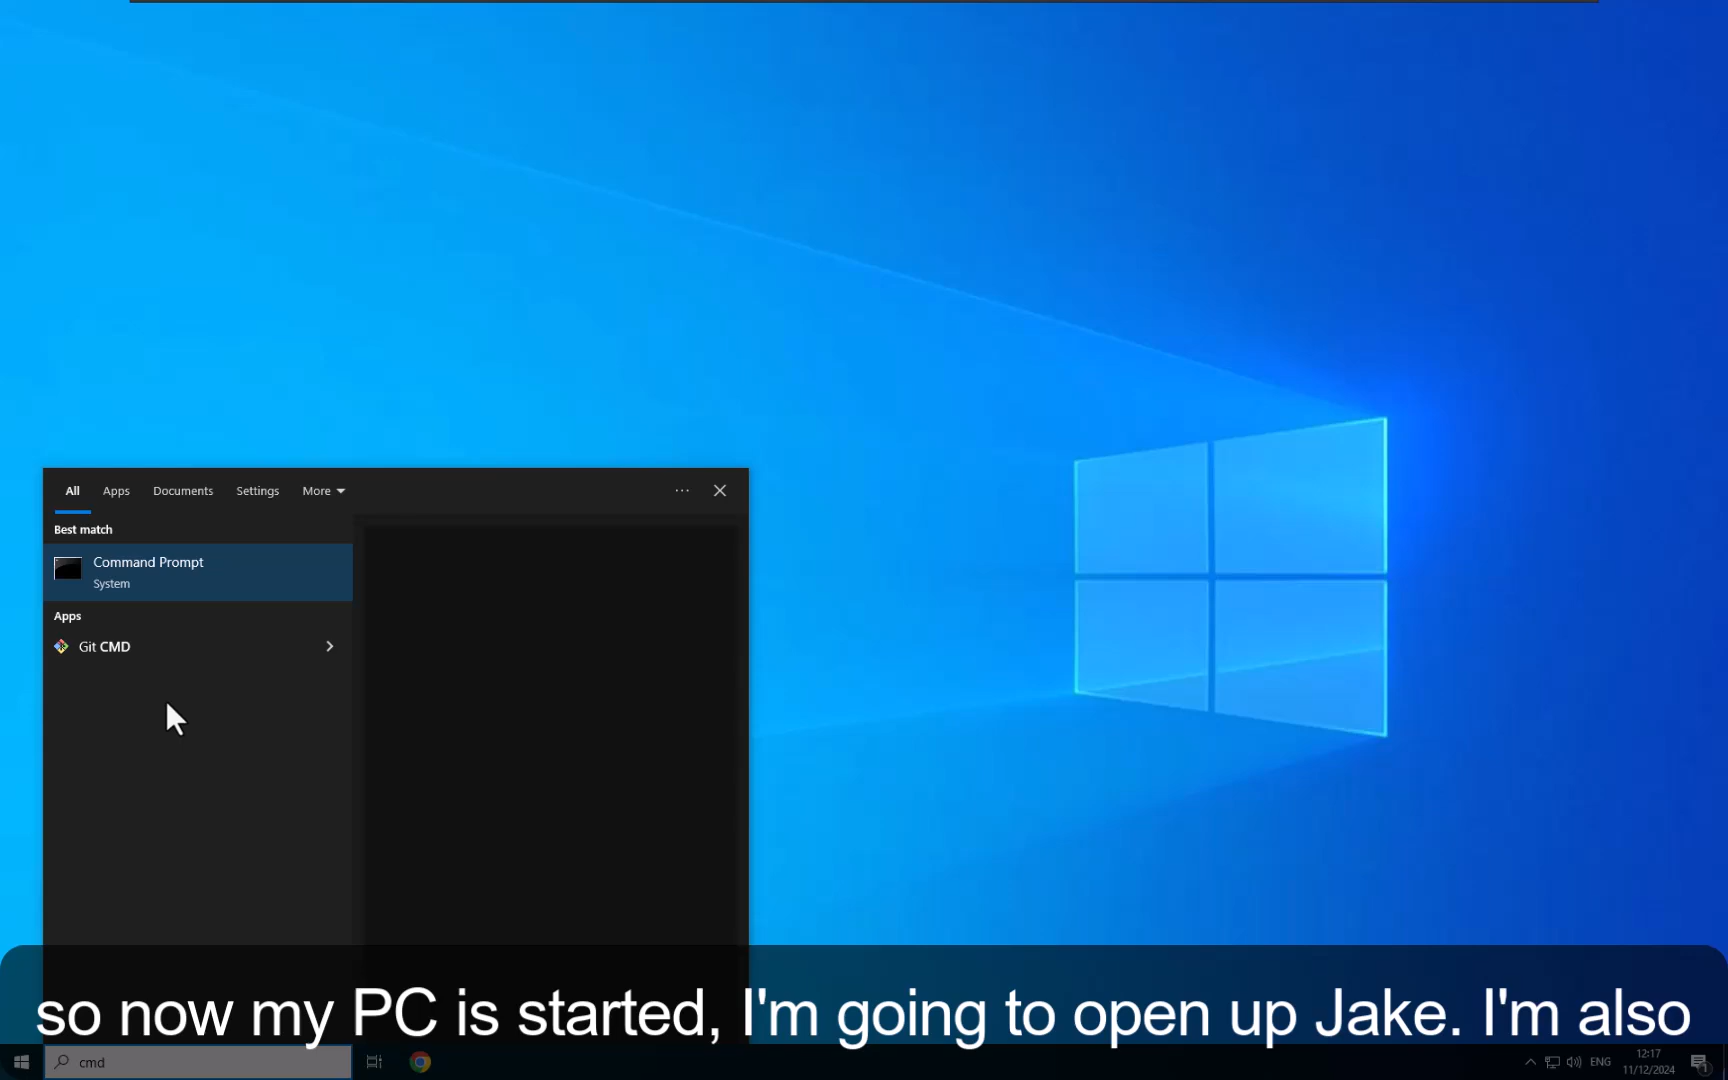 All Apps Documents Settings More
Best match
Command Prompt
System
Apps
Git CMD
so now my PC is started, I'm going to open up Jake. I'm also
cmd
ENG
12:17
11/12/2024
1